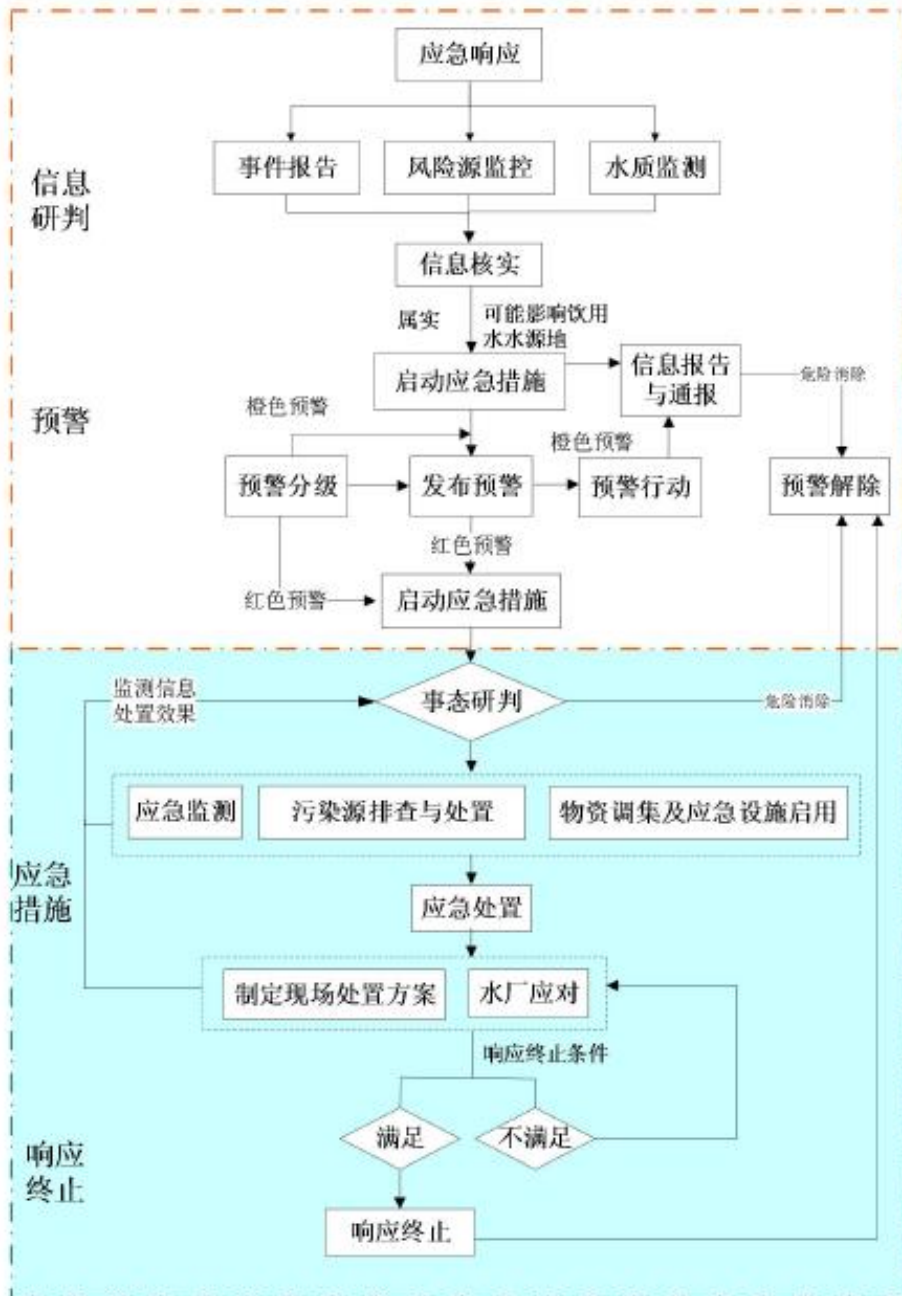 应急响应
事件报告
风险源监控
水质监测
信息
研判
信息核实
属实
可能影响饮用
水水源地
启动应急措施
信息报告
与通报
危险消除
橙色预警
预警
橙色预警
预警分级
发布预警
预警行动
预警解除
红色预警
红色预警
启动应急措施
监测信息
处置效果
事态研判
危险消除
应急监测
污染源排查与处置
物资调集及应急设施启用
应急
措施
应急处置
制定现场处置方案
水厂应对
响应终止条件
满足
不满足
响应
终止
响应终止